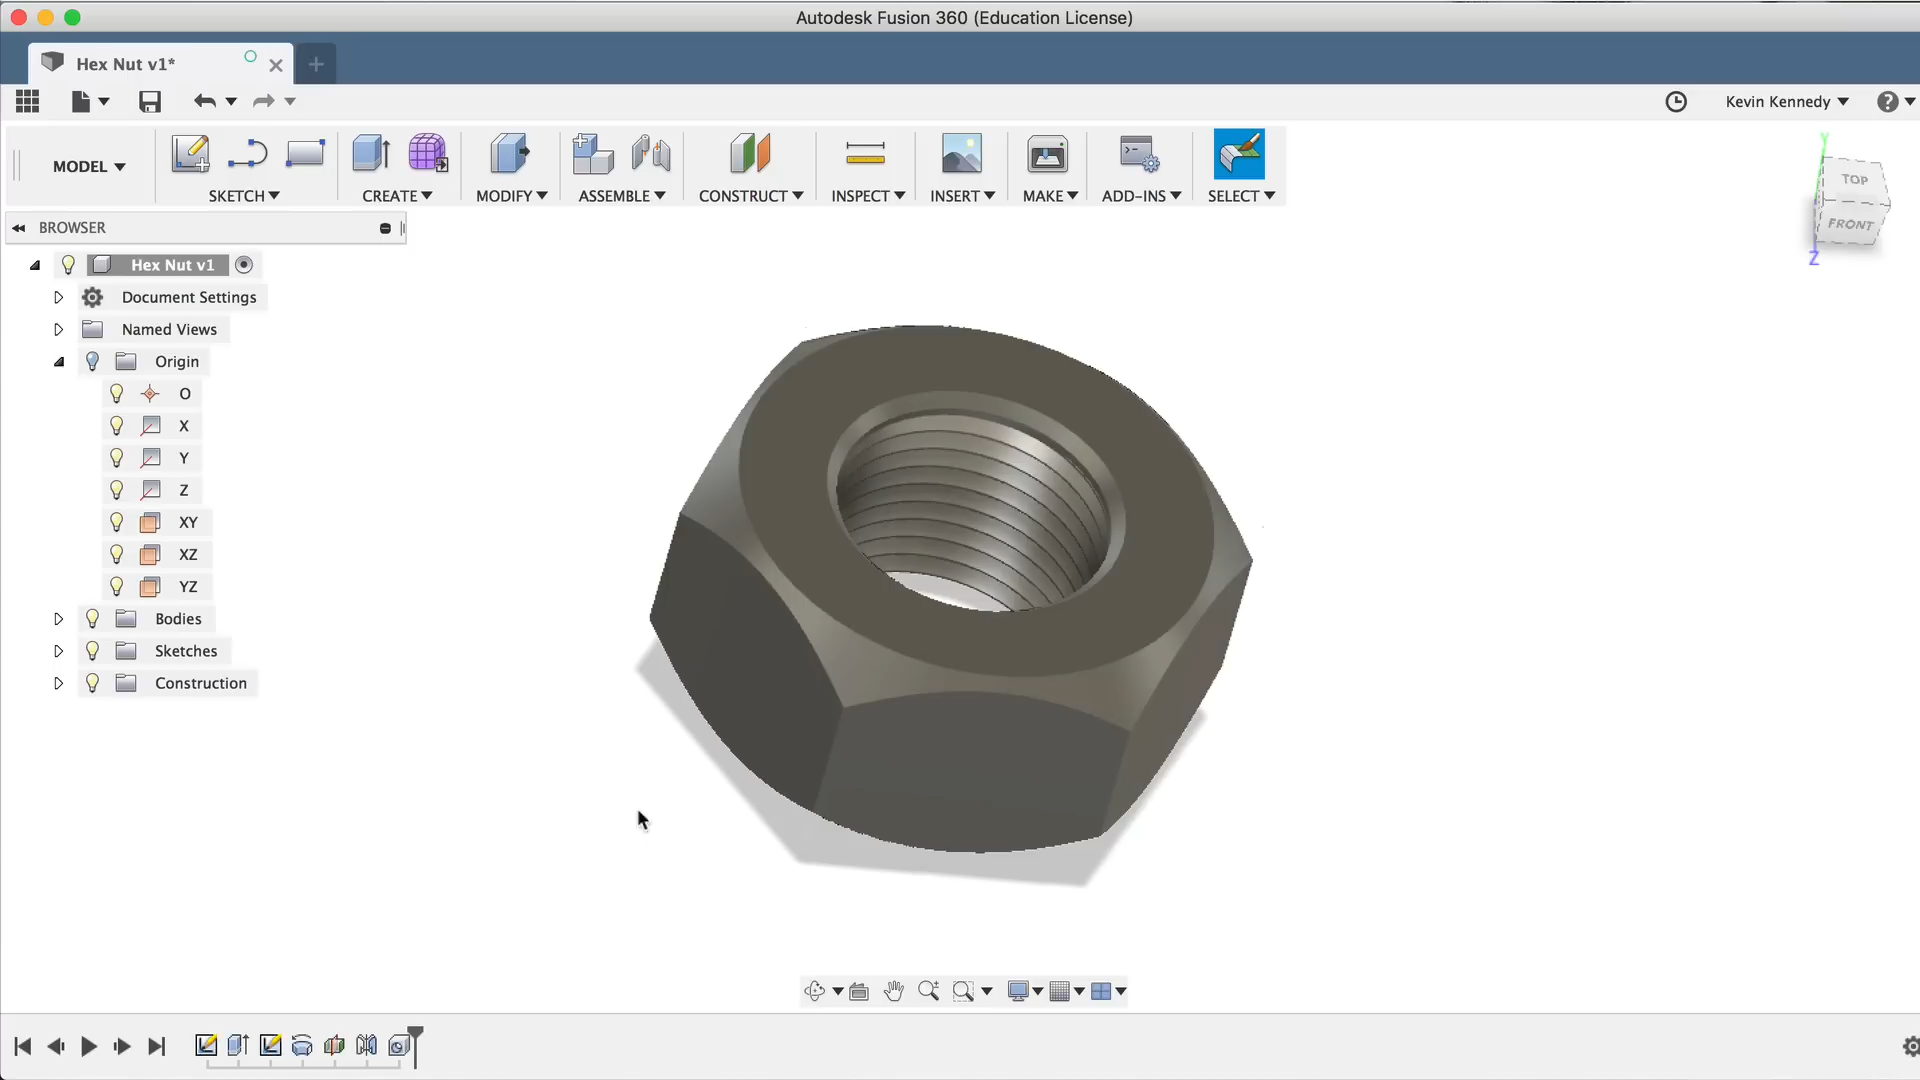 Autodesk Fusion 360 (Education License)
Hex Nut v1*
Kevin Kennedy
MODEL
SKETCH
CREATE
MODIFY
ASSEMBLE
CONSTRUCT
INSPECT
INSERT
MAKE
ADD-INS
SELECT
BROWSER
Hex Nut v1
Document Settings
Named Views
Origin
O
X
Y
Z
XY
XZ
YZ
Bodies
Sketches
Construction
Y
TOP
FRONT
Z